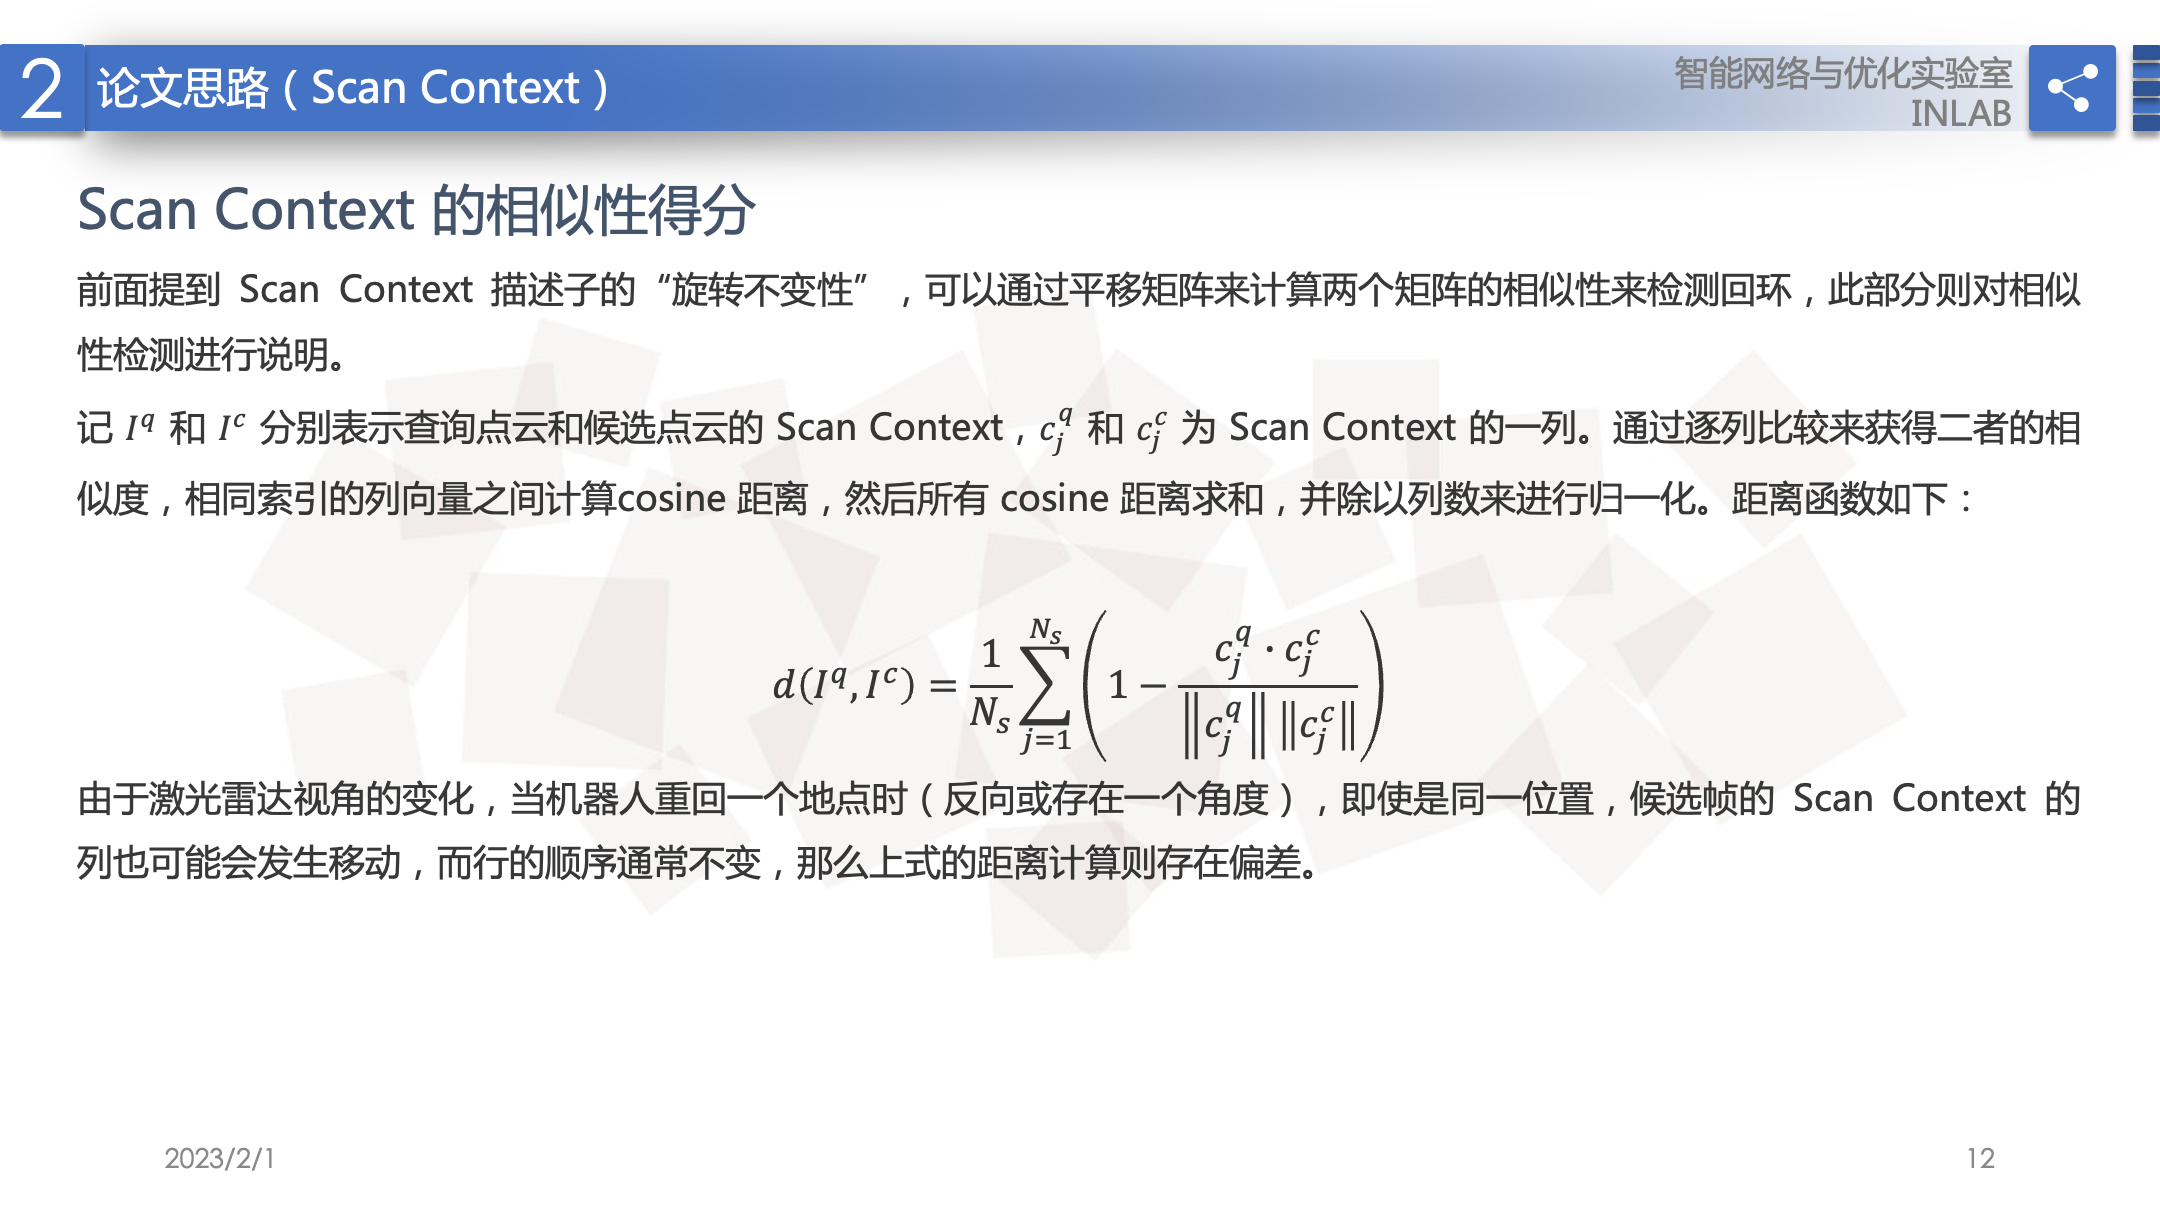 2 论文思路（Scan Context）
智能网络与优化实验室
INLAB
Scan Context 的相似性得分
前面提到 Scan Context 描述子的“旋转不变性”，可以通过平移矩阵来计算两个矩阵的相似性来检测回环，此部分则对相似
性检测进行说明。
记 I^q 和 I^c 分别表示查询点云和候选点云的 Scan Context，c_j^q 和 c_j^c 为 Scan Context 的一列。通过逐列比较来获得二者的相
似度，相同索引的列向量之间计算cosine 距离，然后所有 cosine 距离求和，并除以列数来进行归一化。距离函数如下：
d(I^q, I^c) = \frac{1}{N_s} \sum_{j=1}^{N_s} \left( 1 - \frac{c_j^q \cdot c_j^c}{\|c_j^q\| \|c_j^c\|} \right)
由于激光雷达视角的变化，当机器人重回一个地点时（反向或存在一个角度），即使是同一位置，候选帧的 Scan Context 的
列也可能会发生移动，而行的顺序通常不变，那么上式的距离计算则存在偏差。
2023/2/1
12